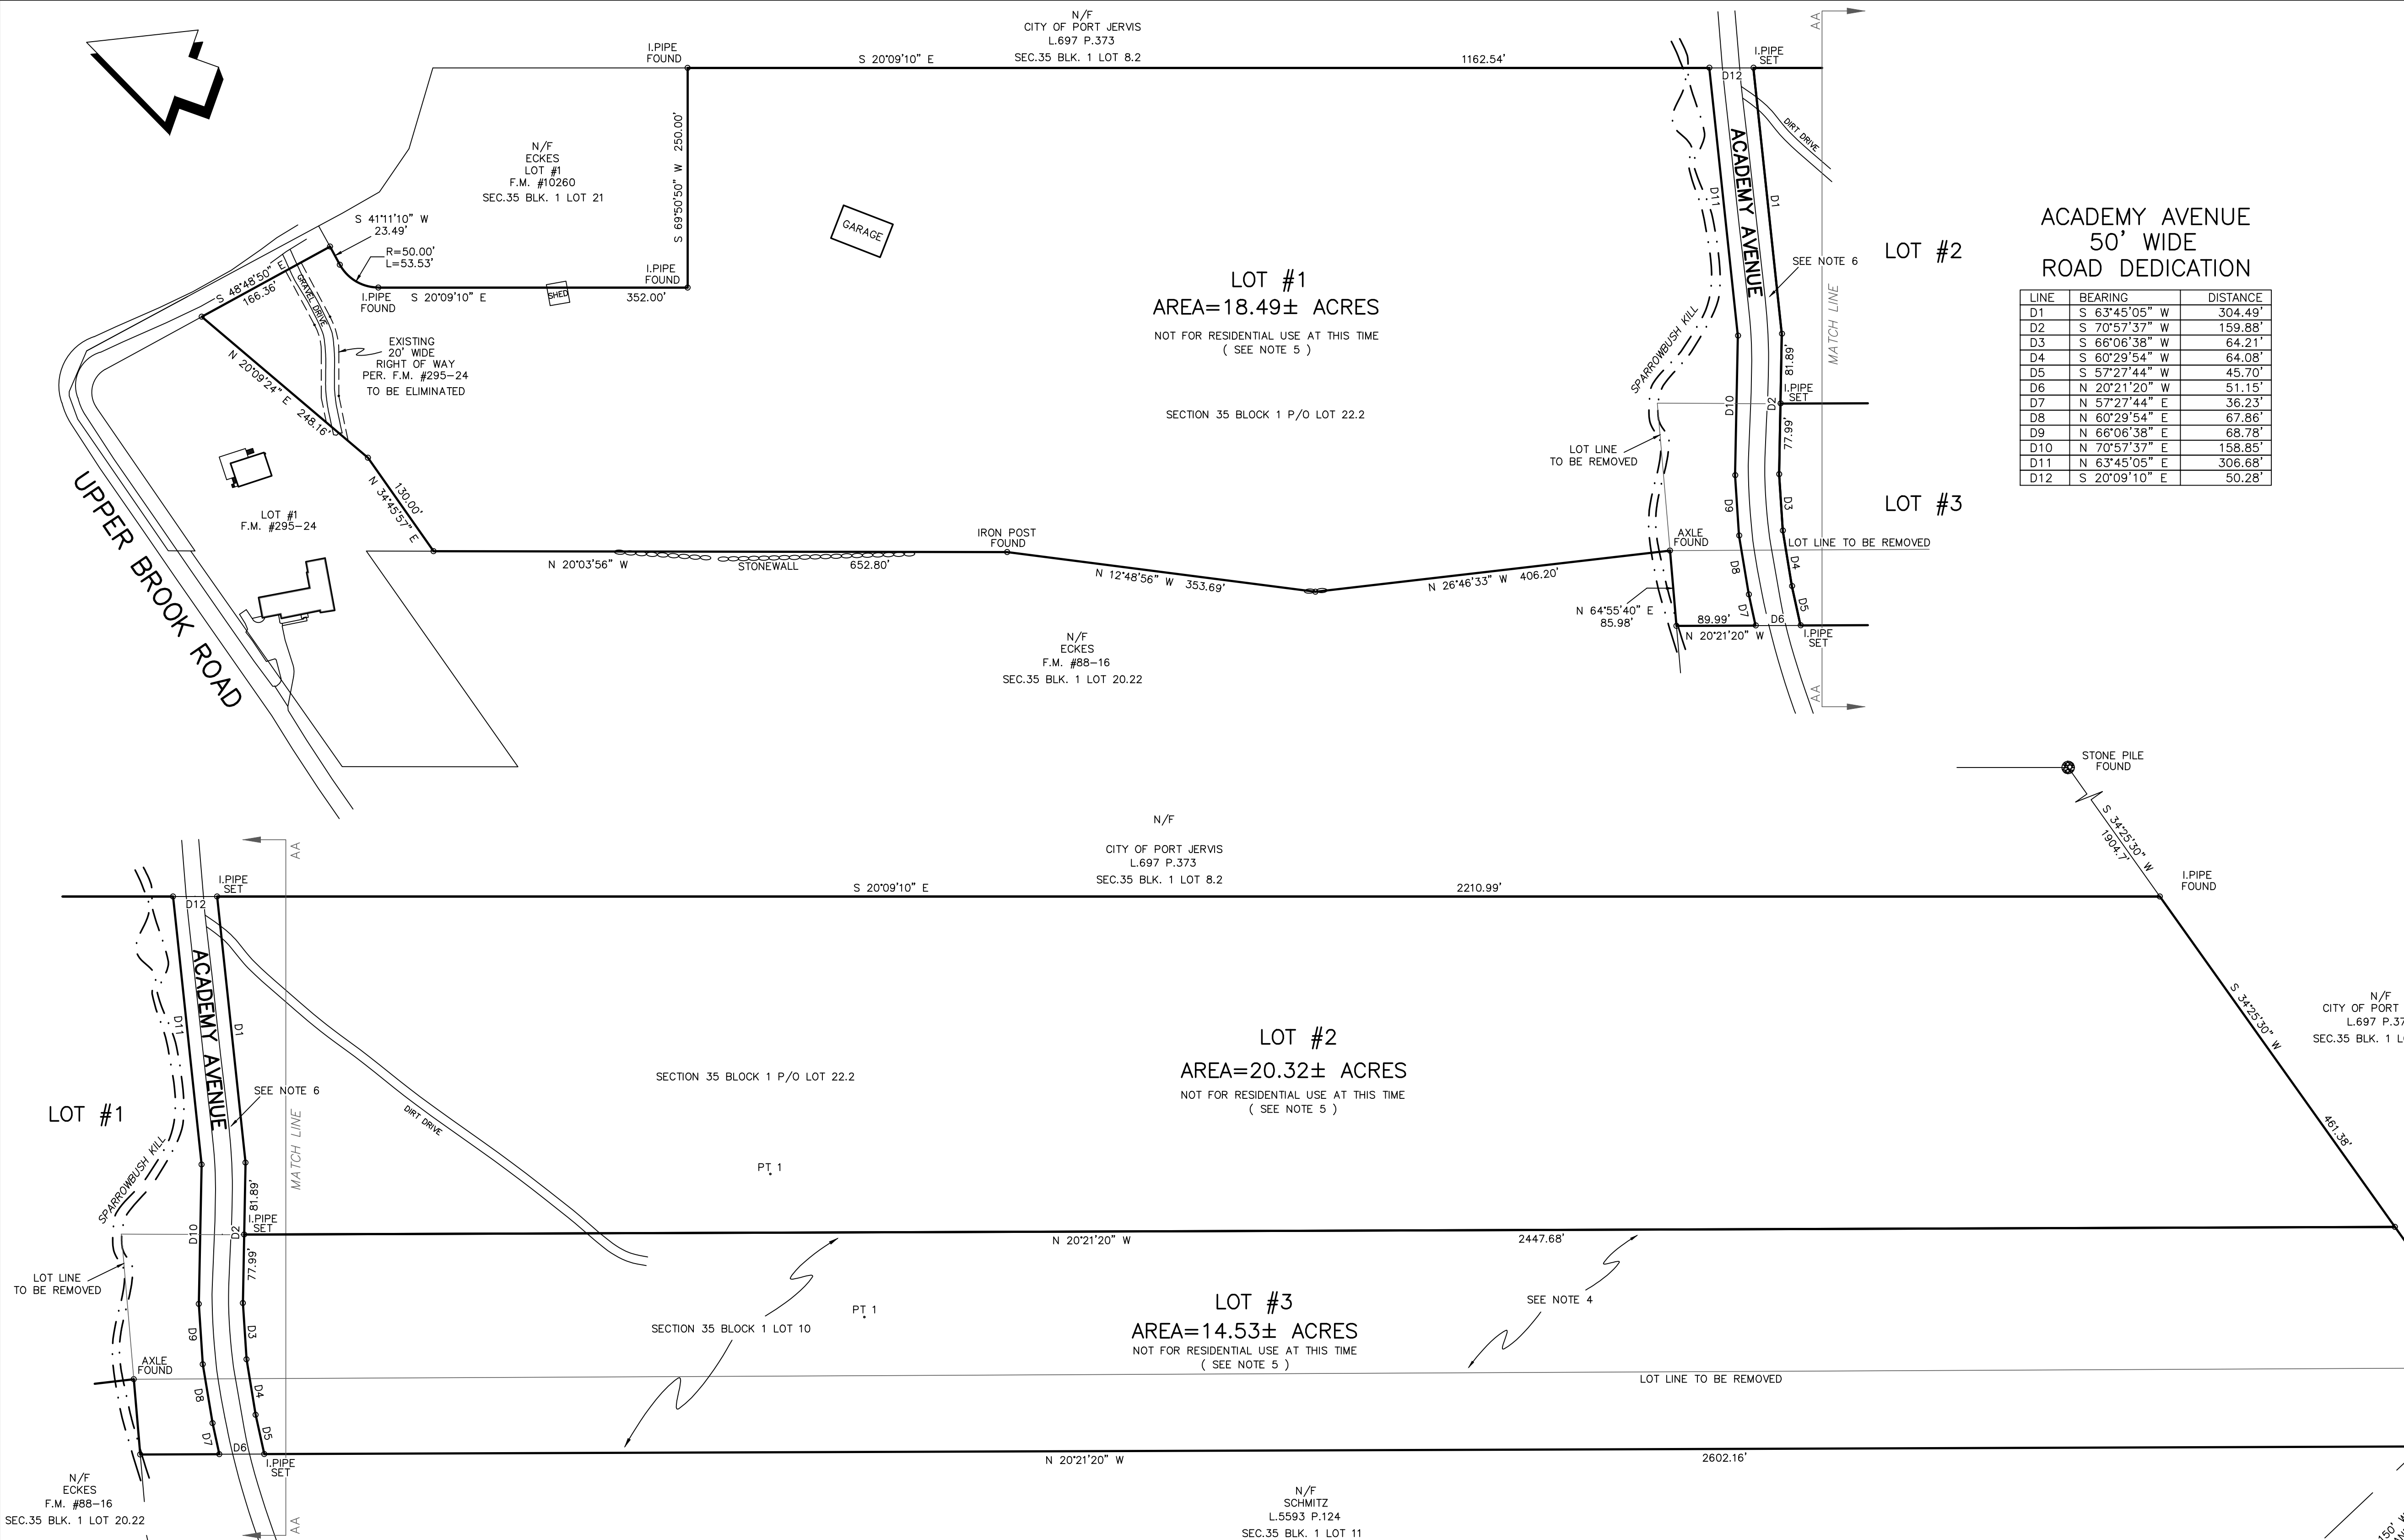 N/F
CITY OF PORT JERVIS
L.697 P.373
SEC.35 BLK. 1 LOT 8.2
I.PIPE
FOUND
S 20°09'10" E
1162.54'
I.PIPE
SET
D12
AA
N/F
ECKES
LOT #1
F.M. #10260
SEC.35 BLK. 1 LOT 21
S 69°50'50" W 250.00'
S 41°11'10" W
23.49'
R=50.00'
L=53.53'
I.PIPE
FOUND
I.PIPE
FOUND
S 20°09'10" E
SHED
352.00'
GARAGE
S 48°48'50" E
166.36'
GRAVEL DRIVE
EXISTING
20' WIDE
RIGHT OF WAY
PER. F.M. #295-24
TO BE ELIMINATED
N 20°09'24" E 248.16'
N 34°45'57" E
130.00'
LOT #1
F.M. #295-24
UPPER BROOK ROAD
LOT #1
AREA=18.49± ACRES
NOT FOR RESIDENTIAL USE AT THIS TIME
( SEE NOTE 5 )
SECTION 35 BLOCK 1 P/O LOT 22.2
N 20°03'56" W
STONEWALL
652.80'
IRON POST
FOUND
N 12°48'56" W 353.69'
N 26°46'33" W 406.20'
N/F
ECKES
F.M. #88-16
SEC.35 BLK. 1 LOT 20.22
SPARROWBUSH KILL
ACADEMY AVENUE
D11
D1
DIRT DRIVE
SEE NOTE 6
MATCH LINE
81.89'
I.PIPE
SET
D10
D2
77.99'
LOT LINE
TO BE REMOVED
AXLE
FOUND
D9
D3
LOT LINE TO BE REMOVED
D8
D4
N 64°55'40" E
85.98'
89.99'
D7
D6
D5
N 20°21'20" W
I.PIPE
SET
AA
LOT #2
LOT #3
ACADEMY AVENUE
50' WIDE
ROAD DEDICATION
LINE BEARING DISTANCE
D1 S 63°45'05" W 304.49'
D2 S 70°57'37" W 159.88'
D3 S 66°06'38" W 64.21'
D4 S 60°29'54" W 64.08'
D5 S 57°27'44" W 45.70'
D6 N 20°21'20" W 51.15'
D7 N 57°27'44" E 36.23'
D8 N 60°29'54" E 67.86'
D9 N 66°06'38" E 68.78'
D10 N 70°57'37" E 158.85'
D11 N 63°45'05" E 306.68'
D12 S 20°09'10" E 50.28'
STONE PILE
FOUND
S 34°25'30" W
1904.7'
I.PIPE
FOUND
N/F
CITY OF PORT JERVIS
L.697 P.373
SEC.35 BLK. 1 LOT 8.2
S 20°09'10" E
2210.99'
I.PIPE
SET
D12
AA
S 34°25'30" W
461.38'
N/F
CITY OF PORT
L.697 P.37
SEC.35 BLK. 1 L
ACADEMY AVENUE
D11
D1
SEE NOTE 6
MATCH LINE
LOT #1
SPARROWBUSH KILL
DIRT DRIVE
SECTION 35 BLOCK 1 P/O LOT 22.2
LOT #2
AREA=20.32± ACRES
NOT FOR RESIDENTIAL USE AT THIS TIME
( SEE NOTE 5 )
PT 1
81.89'
I.PIPE
SET
D10
D2
77.99'
N 20°21'20" W
2447.68'
LOT LINE
TO BE REMOVED
PT 1
SECTION 35 BLOCK 1 LOT 10
LOT #3
AREA=14.53± ACRES
NOT FOR RESIDENTIAL USE AT THIS TIME
( SEE NOTE 5 )
SEE NOTE 4
D9
D3
AXLE
FOUND
LOT LINE TO BE REMOVED
D8
D4
D7
D6
D5
I.PIPE
SET
N 20°21'20" W
2602.16'
N/F
ECKES
F.M. #88-16
SEC.35 BLK. 1 LOT 20.22
AA
N/F
SCHMITZ
L.5593 P.124
SEC.35 BLK. 1 LOT 11
150'